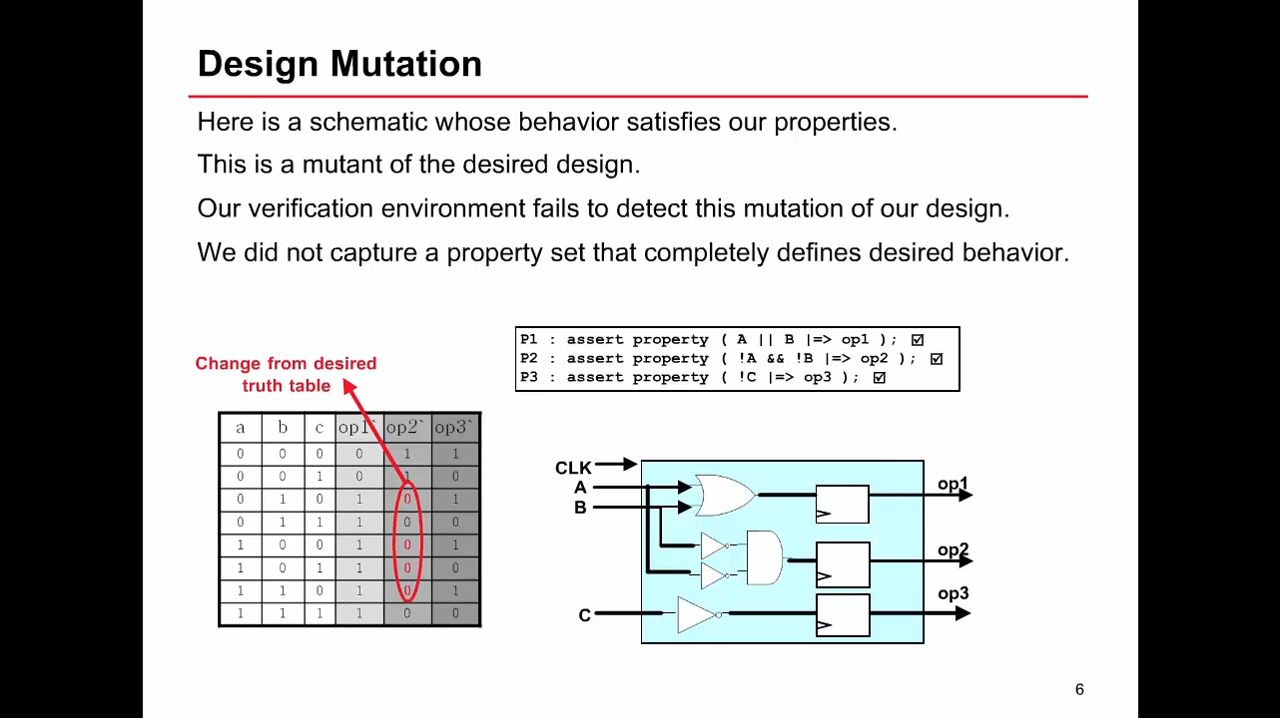 Design Mutation
Here is a schematic whose behavior satisfies our properties.
This is a mutant of the desired design.
Our verification environment fails to detect this mutation of our design.
We did not capture a property set that completely defines desired behavior.
P1 : assert property ( A || B |=> op1 ); ☑
P2 : assert property ( !A && !B |=> op2 ); ☑
P3 : assert property ( !C |=> op3 ); ☑
Change from desired
truth table
a b c op1` op2` op3`
0 0 0 0 1 1
0 0 1 0 1 0
0 1 0 1 0 1
0 1 1 1 0 0
1 0 0 1 0 1
1 0 1 1 0 0
1 1 0 1 0 1
1 1 1 1 0 0
CLK
A
B
C
op1
op2
op3
6